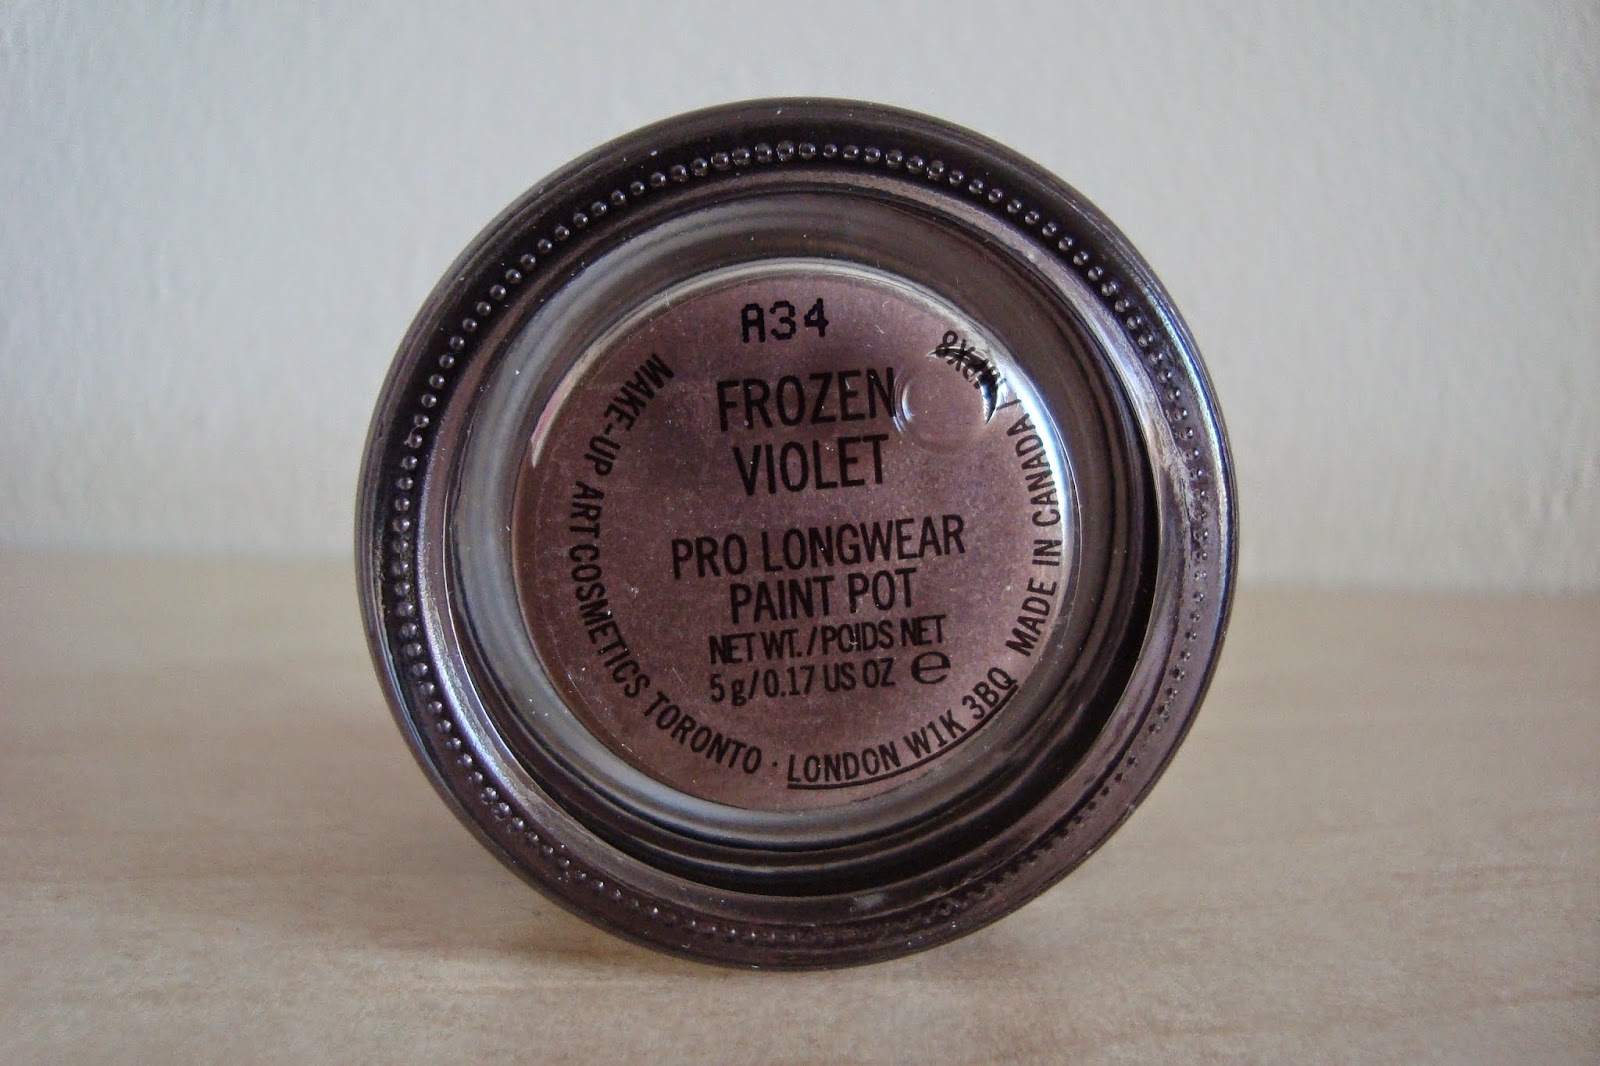 A34
FROZEN
VIOLET
PRO LONGWEAR
PAINT POT
NET WT./POIDS NET
5 g/0.17 US OZ e
MAKE-UP ART COSMETICS TORONTO · LONDON W1K 3BQ MADE IN CANADA /